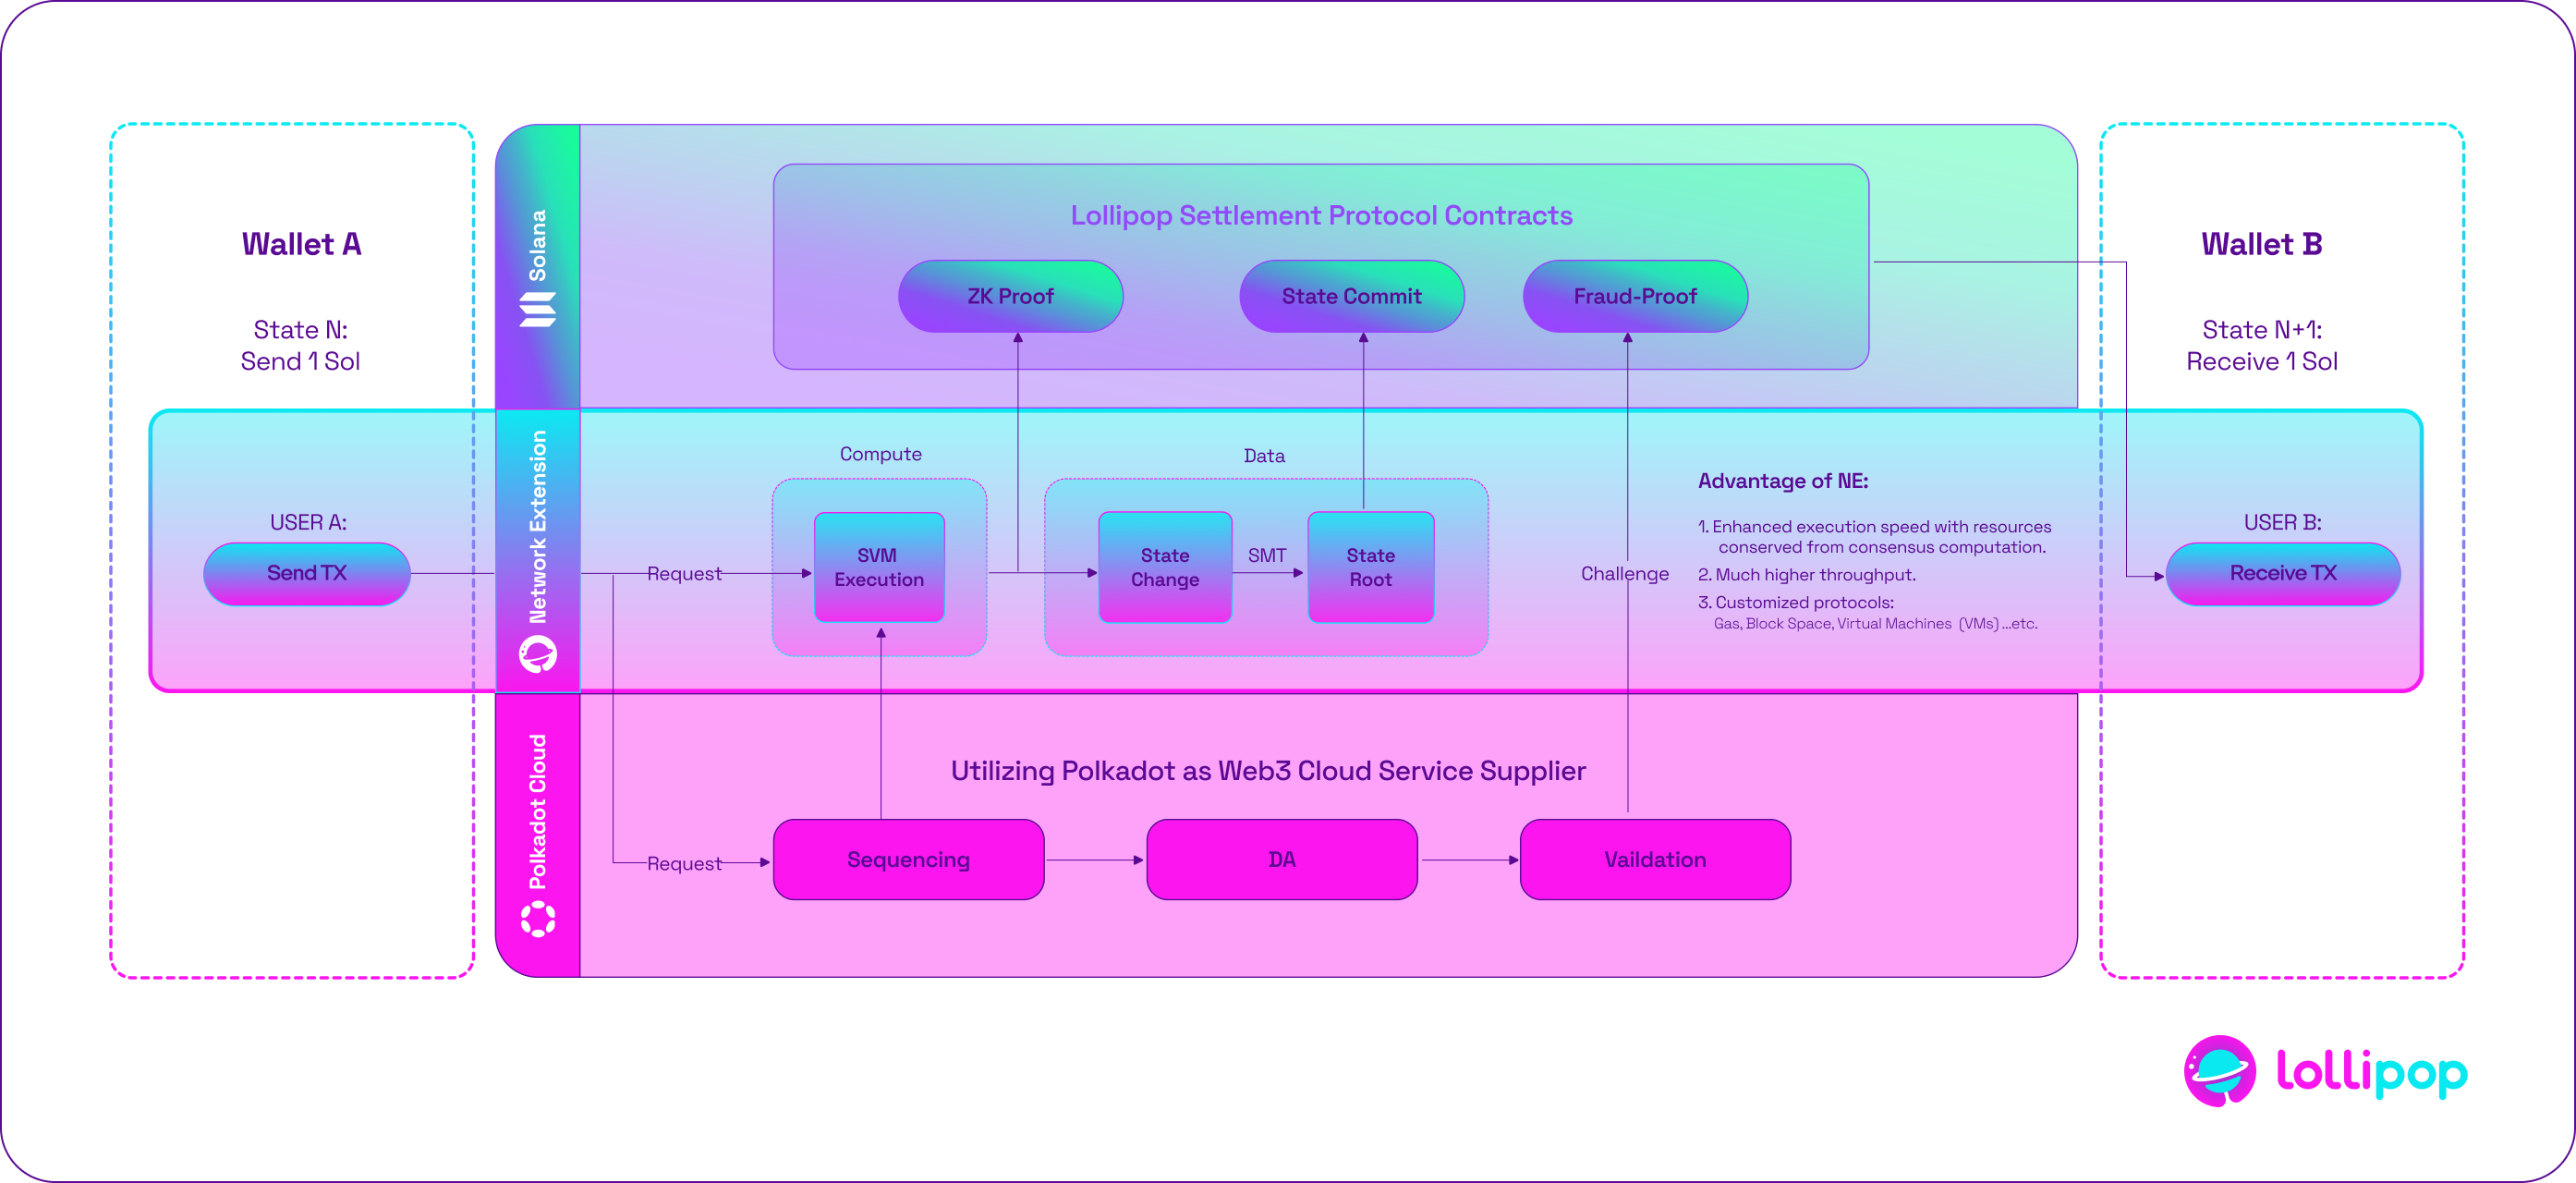 Wallet A
State N:
Send 1 Sol
USER A:
Send TX
Solana
Network Extension
Polkadot Cloud
Lollipop Settlement Protocol Contracts
ZK Proof
State Commit
Fraud-Proof
Compute
Data
Request
SVM
Execution
State
Change
SMT
State
Root
Challenge
Advantage of NE:
1. Enhanced execution speed with resources
conserved from consensus computation.
2. Much higher throughput.
3. Customized protocols:
Gas, Block Space, Virtual Machines (VMs) ...etc.
Utilizing Polkadot as Web3 Cloud Service Supplier
Request
Sequencing
DA
Vaildation
Wallet B
State N+1:
Receive 1 Sol
USER B:
Receive TX
lollipop